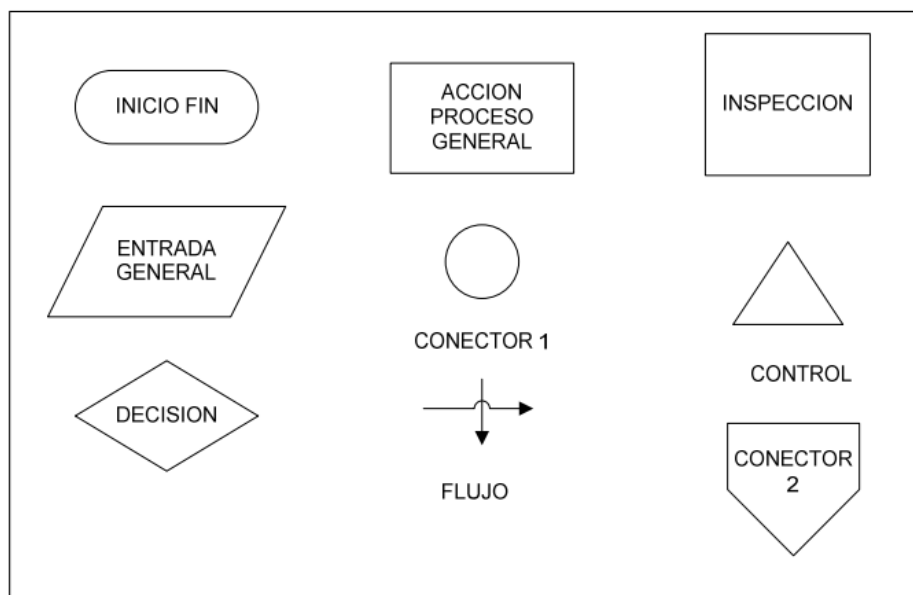 INICIO FIN
ACCION
PROCESO
GENERAL
INSPECCION
ENTRADA
GENERAL
CONECTOR 1
CONTROL
DECISION
FLUJO
CONECTOR
2